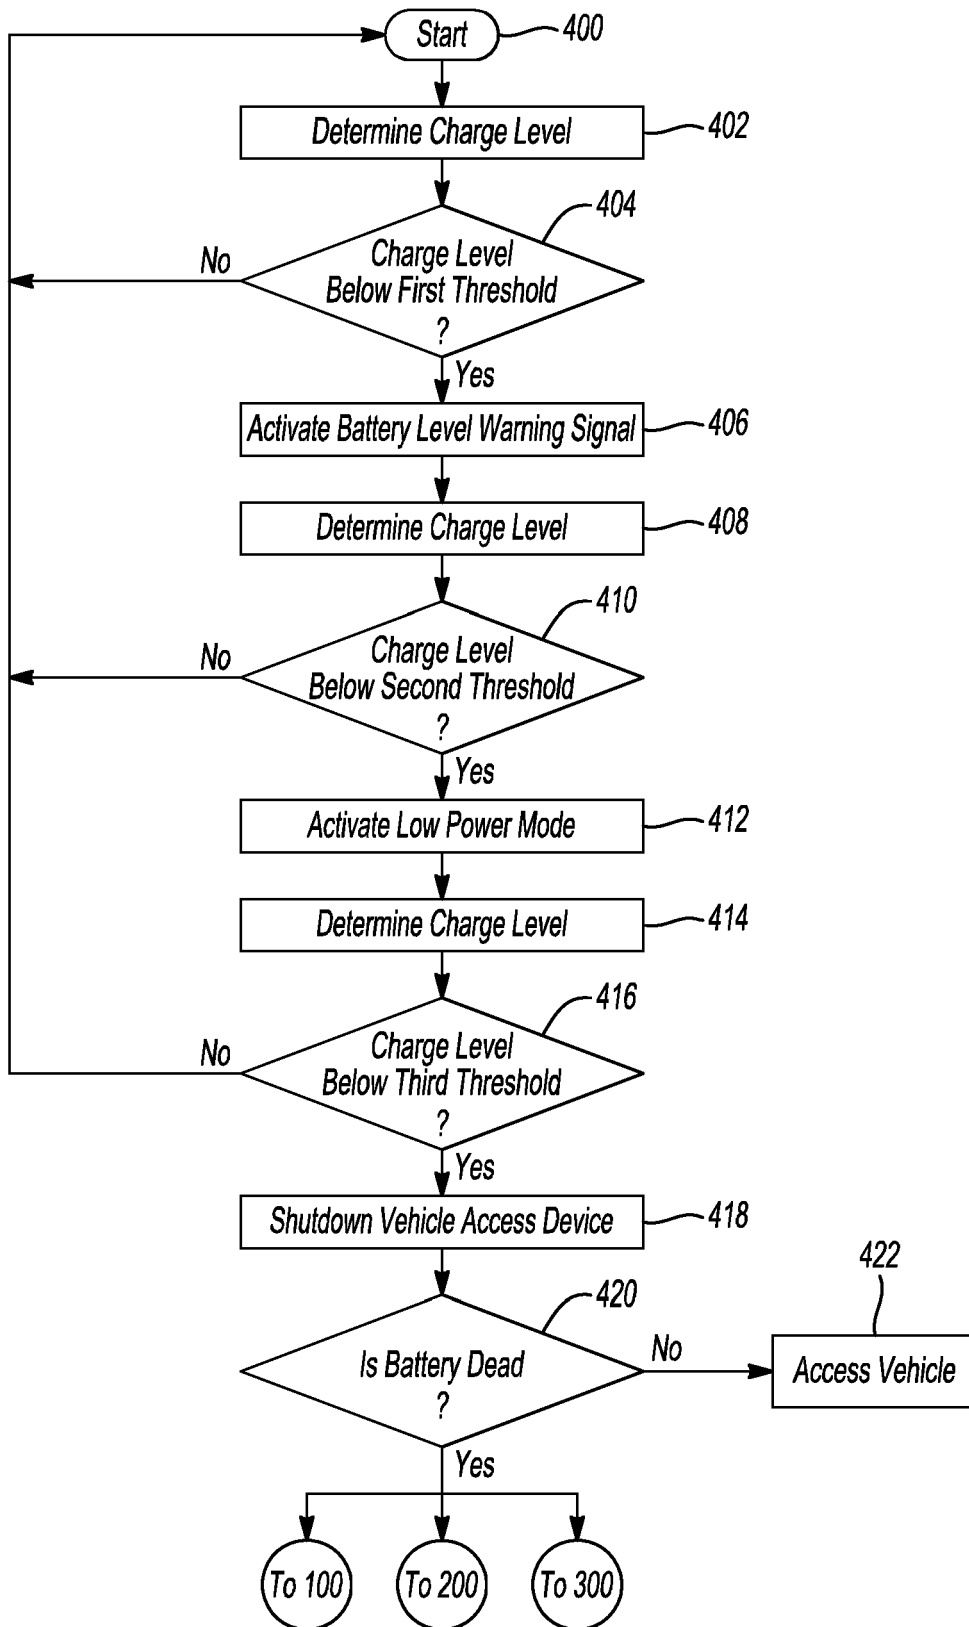 Start
400
Determine Charge Level
402
404
Charge Level
Below First Threshold
?
No
Yes
Activate Battery Level Warning Signal
406
Determine Charge Level
408
410
Charge Level
Below Second Threshold
?
No
Yes
Activate Low Power Mode
412
Determine Charge Level
414
416
Charge Level
Below Third Threshold
?
No
Yes
Shutdown Vehicle Access Device
418
420
Is Battery Dead
?
No
422
Access Vehicle
Yes
To 100
To 200
To 300